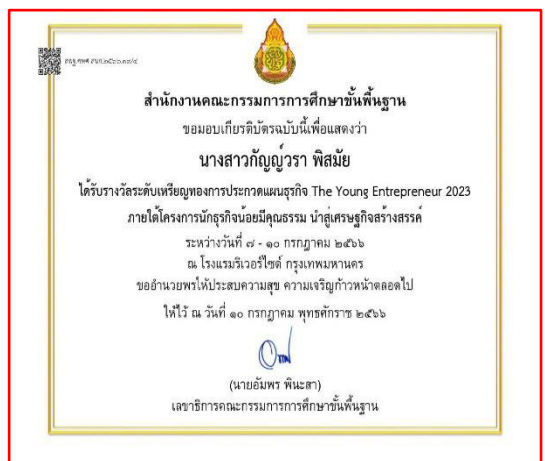 สำนักงานคณะกรรมการการศึกษาขั้นพื้นฐาน
ขอมอบเกียรติบัตรฉบับนี้เพื่อแสดงว่า
นางสาวกัญญ์วรา พิสมัย
ได้รับรางวัลระดับเหรียญทองการประกวดแผนธุรกิจ The Young Entrepreneur 2023
ภายใต้โครงการนักธุรกิจน้อยมีคุณธรรม นำสู่เศรษฐกิจสร้างสรรค์
ระหว่างวันที่ ๗ - ๑๐ กรกฎาคม ๒๕๖๖
ณ โรงแรมริเวอร์ไซด์ กรุงเทพมหานคร
ขออำนวยพรให้ประสบความสุข ความเจริญก้าวหน้าตลอดไป
ให้ไว้ ณ วันที่ ๑๐ กรกฎาคม พุทธศักราช ๒๕๖๖
(นายอัมพร พินะสา)
เลขาธิการคณะกรรมการการศึกษาขั้นพื้นฐาน